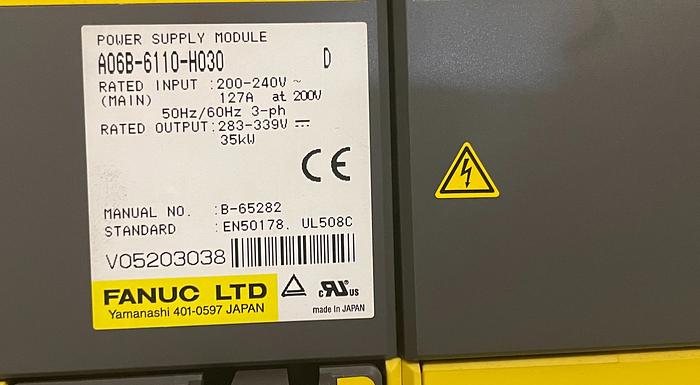 POWER SUPPLY MODULE
A06B-6110-H030 D
RATED INPUT :200-240V ~
(MAIN) 127A at 200V
50Hz/60Hz 3-ph
RATED OUTPUT:283-339V ⎓
35kW
CE
MANUAL NO. :B-65282
STANDARD :EN50178. UL508C
V05203038
FANUC LTD
Yamanashi 401-0597 JAPAN
c RU US
made in JAPAN